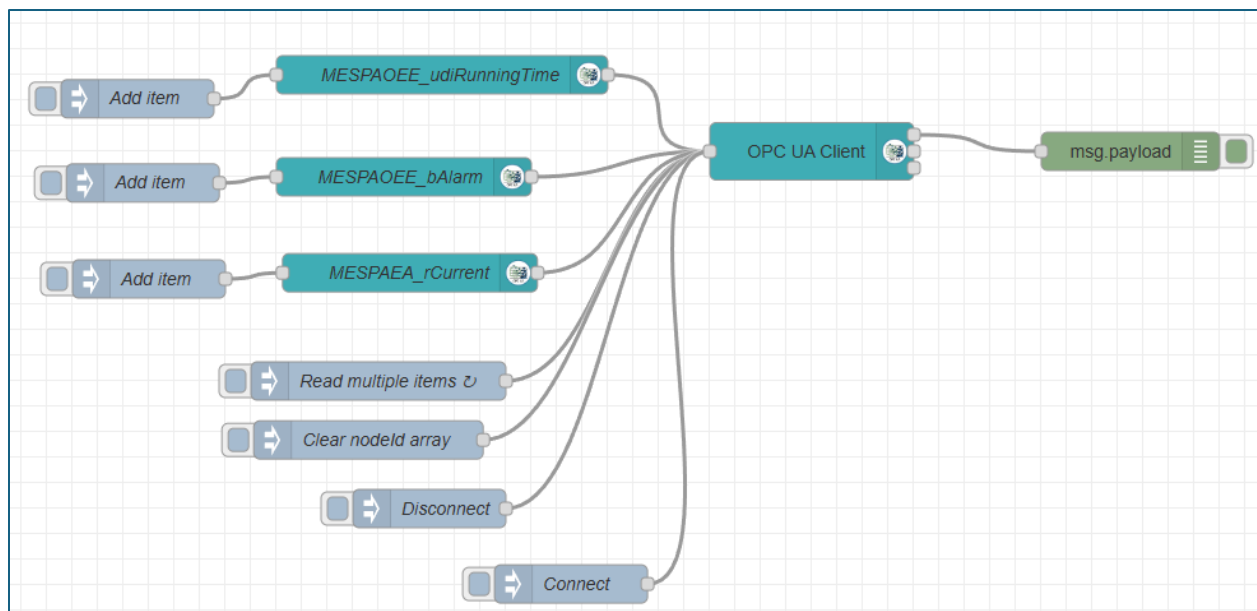 Add item
MESPAOEE_udiRunningTime
OPC UA Client
msg.payload
Add item
MESPAOEE_bAlarm
Add item
MESPAEA_rCurrent
Read multiple items ↻
Clear nodeId array
Disconnect
Connect